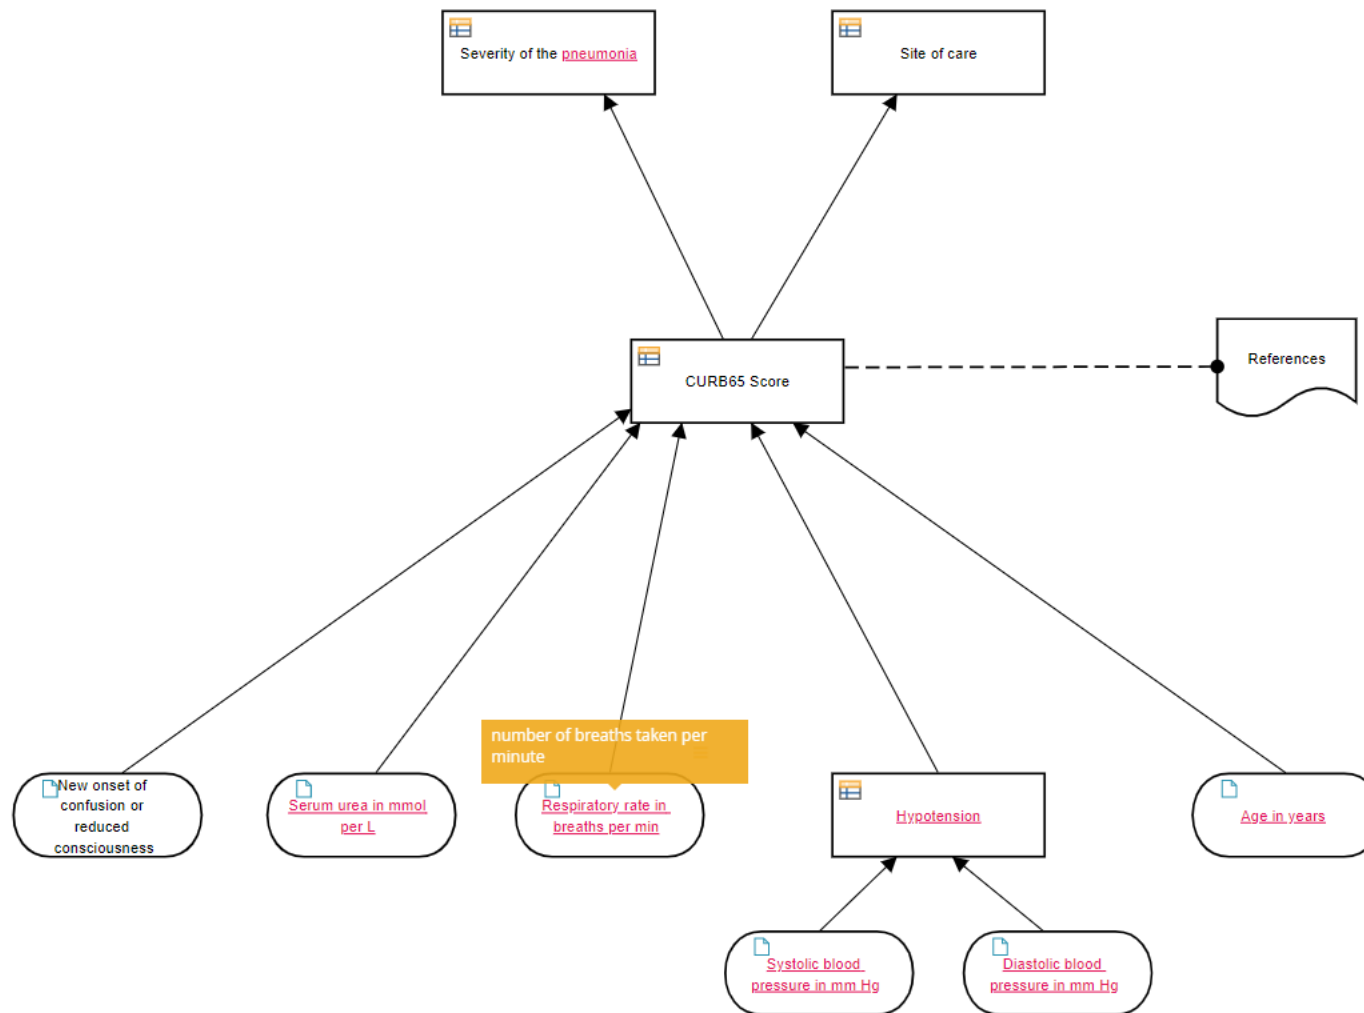 Severity of the pneumonia
Site of care
CURB65 Score
References
number of breaths taken per
minute
New onset of
confusion or
reduced
consciousness
Serum urea in mmol
per L
Respiratory rate in
breaths per min
Hypotension
Age in years
Systolic blood
pressure in mm Hg
Diastolic blood
pressure in mm Hg